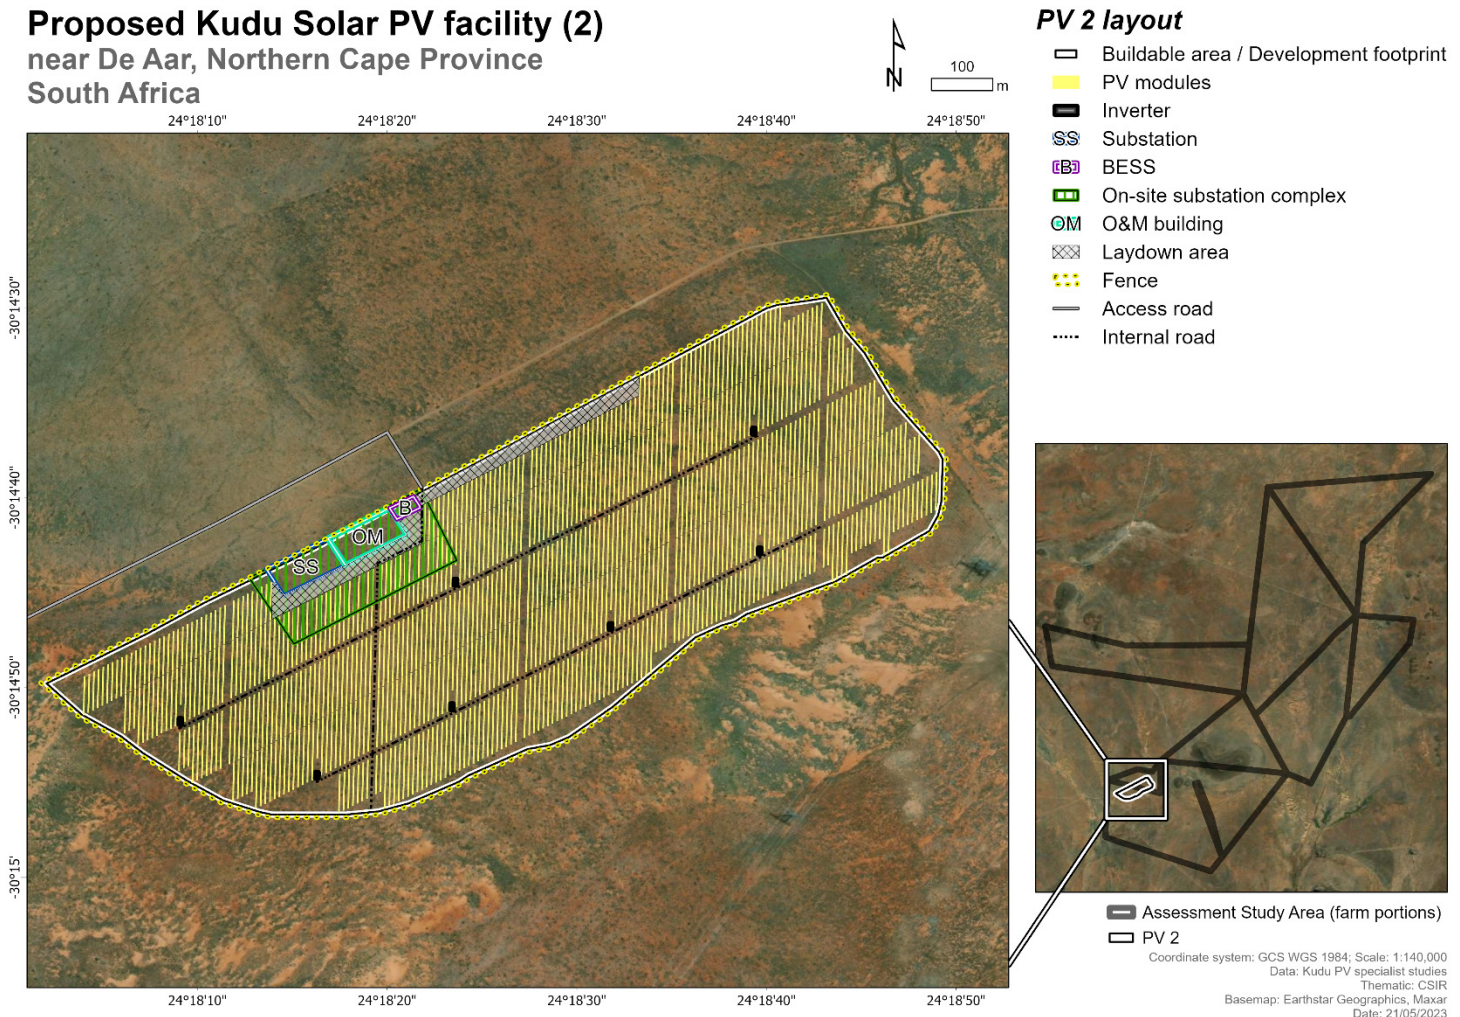 Proposed Kudu Solar PV facility (2)
near De Aar, Northern Cape Province
South Africa
N
100
m
24°18'10"
24°18'20"
24°18'30"
24°18'40"
24°18'50"
-30°14'30"
-30°14'40"
-30°14'50"
-30°15'
B
OM
SS
24°18'10"
24°18'20"
24°18'30"
24°18'40"
24°18'50"
PV 2 layout
Buildable area / Development footprint
PV modules
Inverter
SS Substation
B BESS
On-site substation complex
OM O&M building
Laydown area
Fence
Access road
Internal road
Assessment Study Area (farm portions)
PV 2
Coordinate system: GCS WGS 1984; Scale: 1:140,000
Data: Kudu PV specialist studies
Thematic: CSIR
Basemap: Earthstar Geographics, Maxar
Date: 21/05/2023